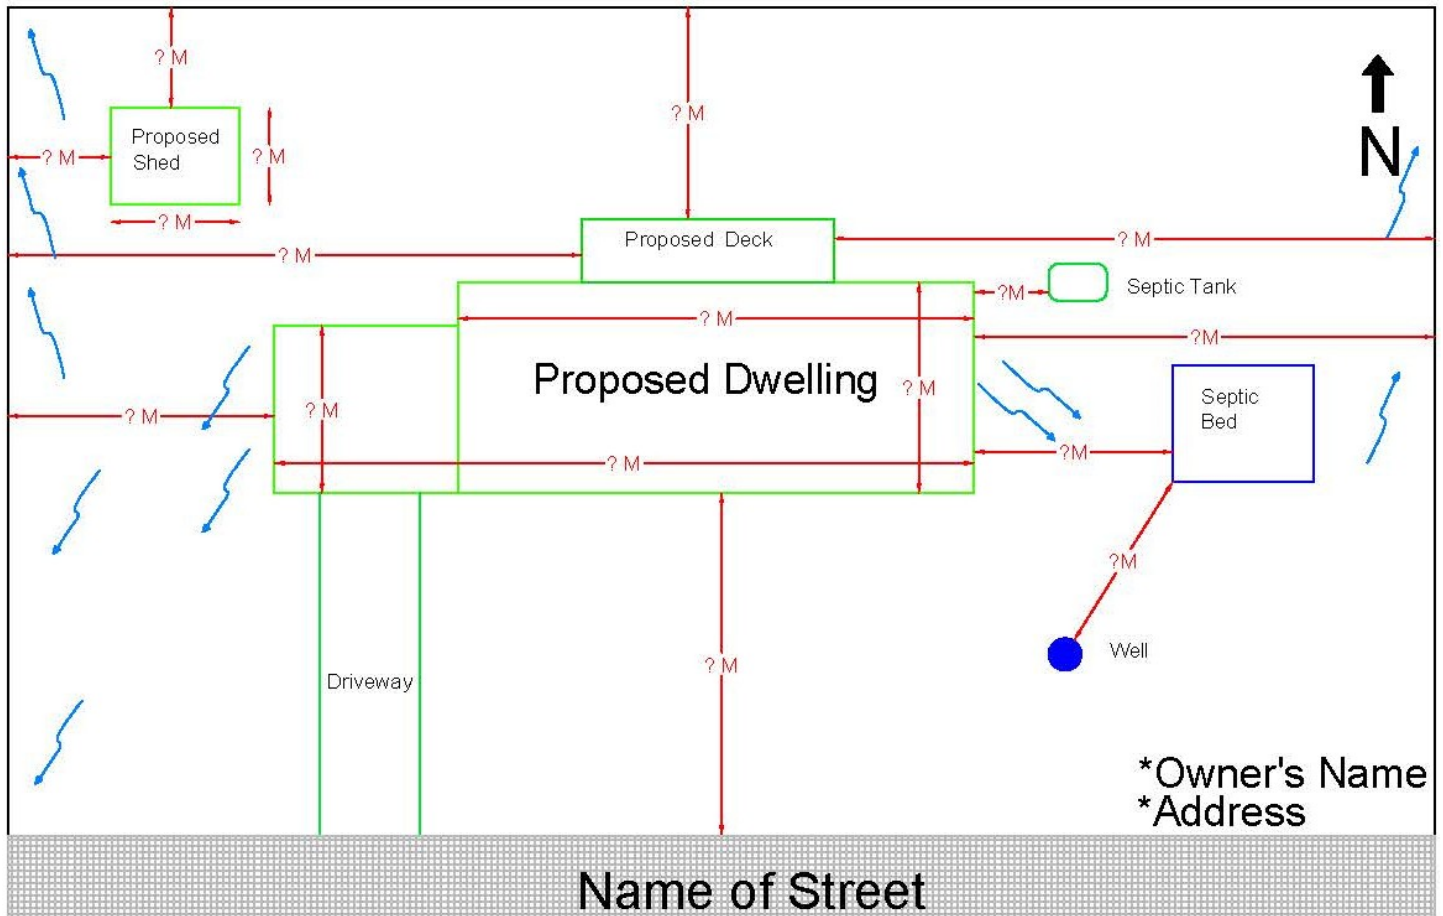 ? M
Proposed
Shed
? M
? M
? M
? M
N
Proposed Deck
? M
? M
?M
Septic Tank
? M
?M
Proposed Dwelling
? M
? M
? M
Septic
Bed
?M
? M
?M
Well
? M
Driveway
*Owner's Name
*Address
Name of Street